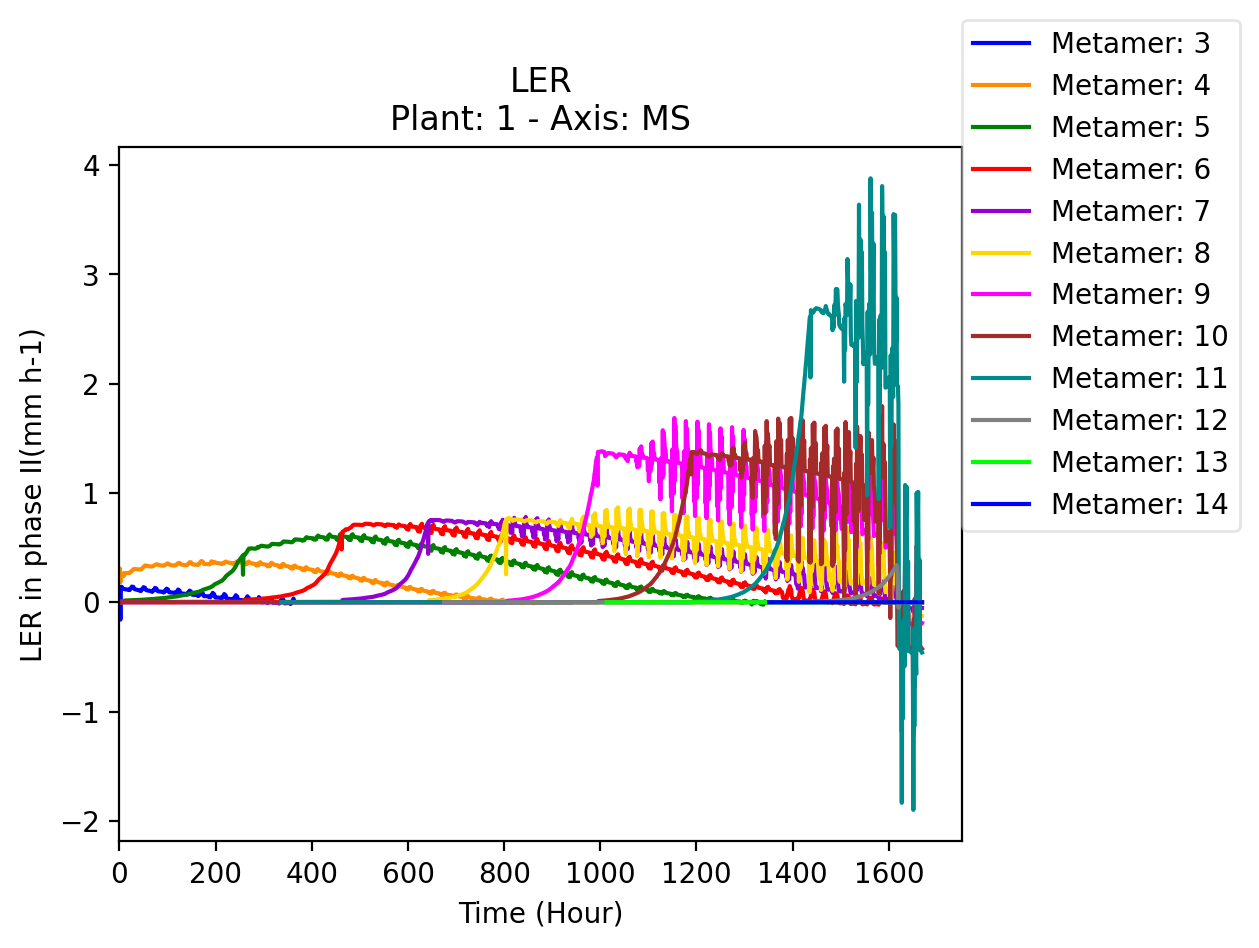 LER
Plant: 1 - Axis: MS
Metamer: 3
Metamer: 4
Metamer: 5
Metamer: 6
Metamer: 7
Metamer: 8
Metamer: 9
Metamer: 10
Metamer: 11
Metamer: 12
Metamer: 13
Metamer: 14
LER in phase II(mm h-1)
4
3
2
1
0
−1
−2
0 200 400 600 800 1000 1200 1400 1600
Time (Hour)